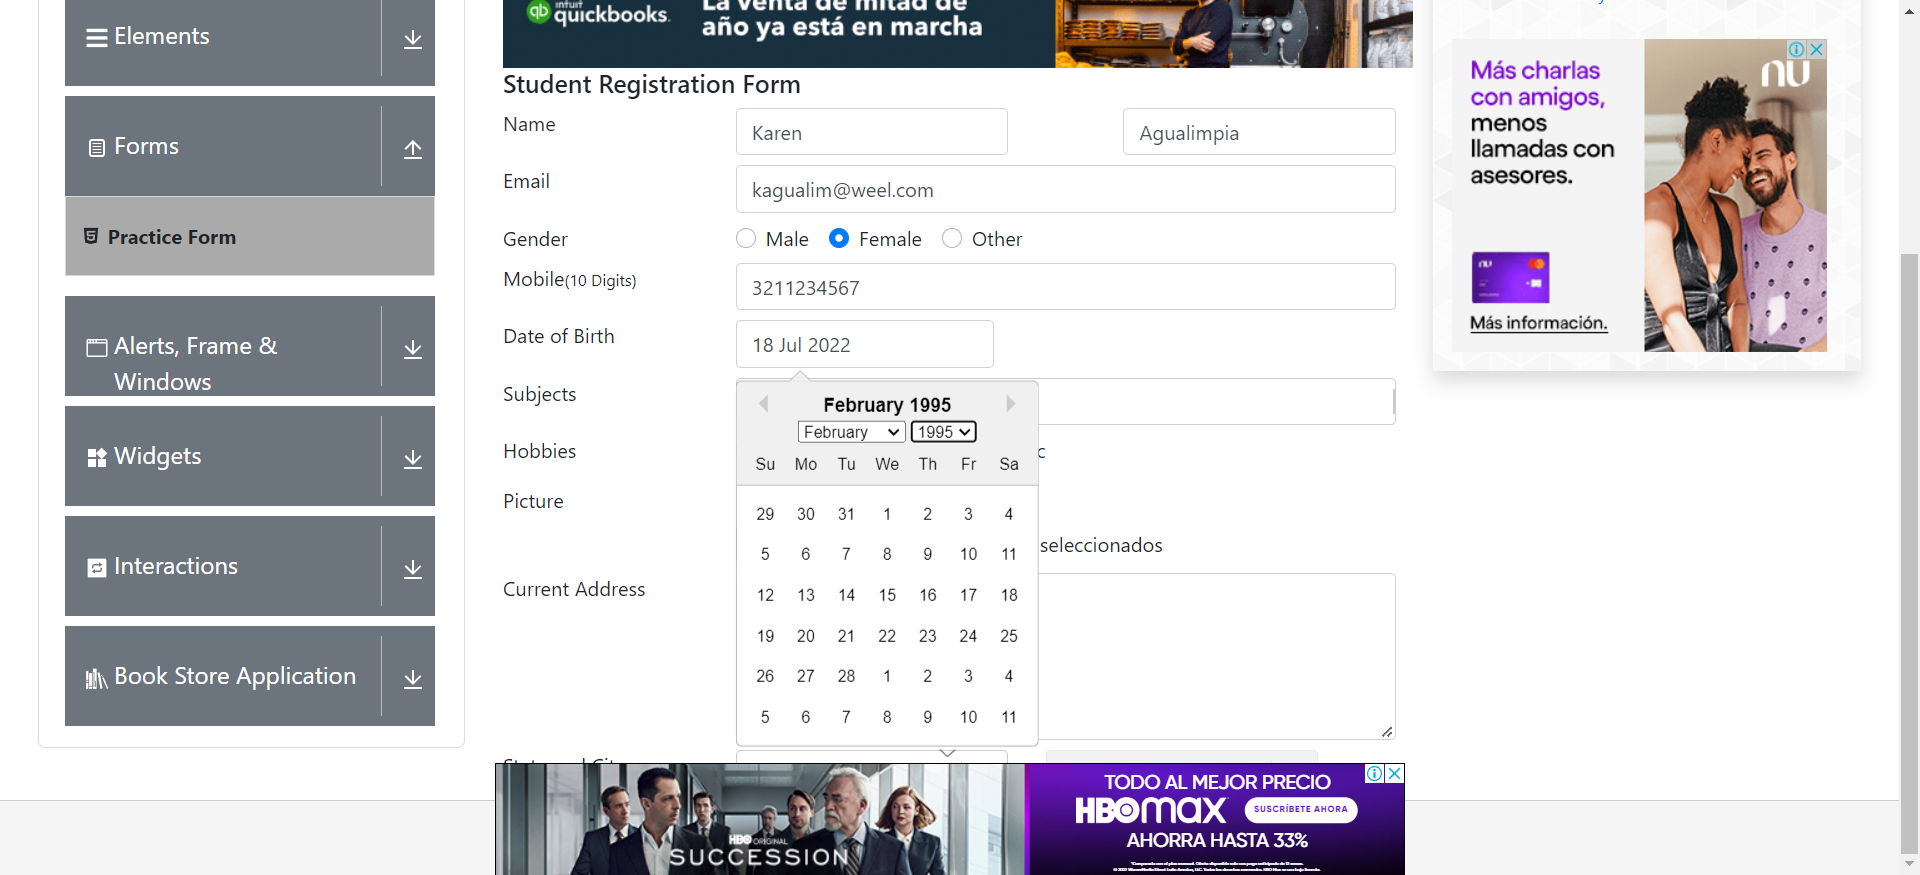 Elements
Forms
Practice Form
Alerts, Frame &
Windows
Widgets
Interactions
Book Store Application
intuit
quickbooks.
La venta de mitad de
año ya está en marcha
Student Registration Form
Name
Karen
Agualimpia
Email
kagualim@weel.com
Gender
Male
Female
Other
Mobile(10 Digits)
3211234567
Date of Birth
18 Jul 2022
Subjects
February 1995
February
1995
Su Mo Tu We Th Fr Sa
29 30 31 1 2 3 4
5 6 7 8 9 10 11
12 13 14 15 16 17 18
19 20 21 22 23 24 25
26 27 28 1 2 3 4
5 6 7 8 9 10 11
Hobbies
c
Picture
seleccionados
Current Address
State and City
HBO ORIGINAL
SUCCESSION
TODO AL MEJOR PRECIO
HBOMAX
SUSCRÍBETE AHORA
AHORRA HASTA 33%
Más charlas
con amigos,
menos
llamadas con
asesores.
nu
nu
Más información.